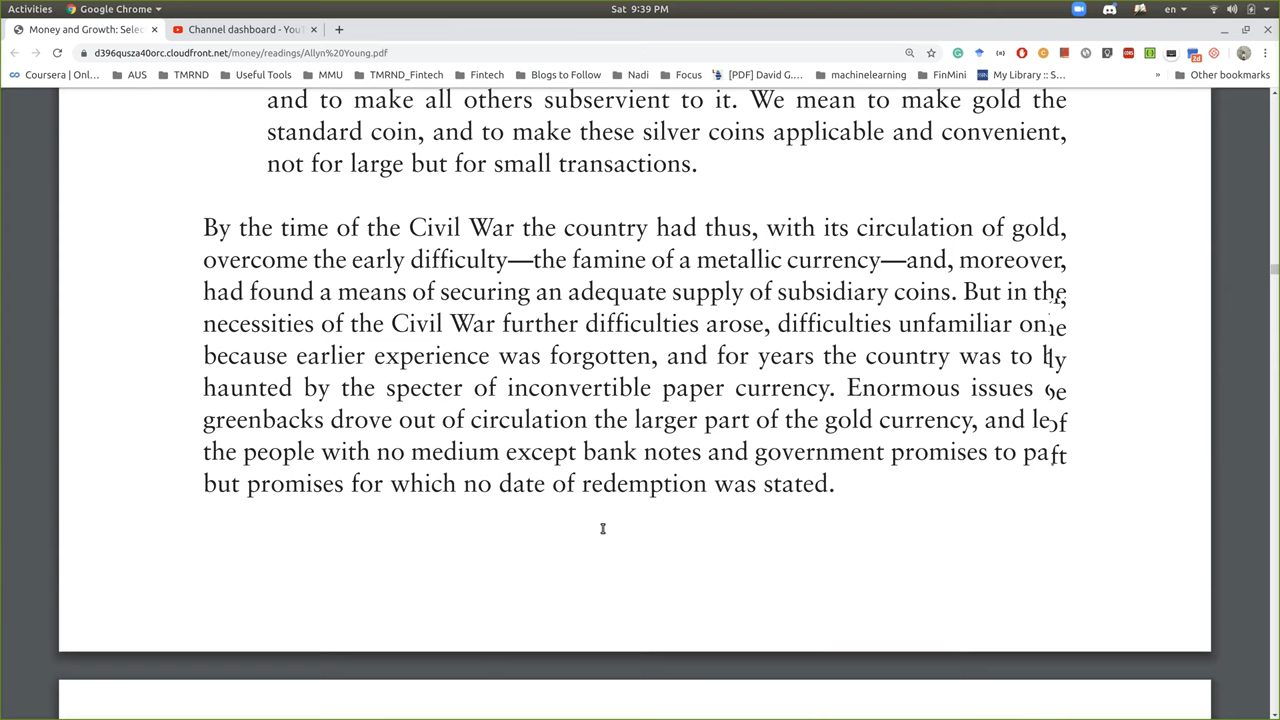 Activities
Google Chrome
Sat 9:39 PM
en
Money and Growth: Selec
Channel dashboard - YouT
d396qusza40orc.cloudfront.net/money/readings/Allyn%20Young.pdf
Coursera | Onl...
AUS
TMRND
Useful Tools
MMU
TMRND_Fintech
Fintech
Blogs to Follow
Nadi
Focus
[PDF] David G....
machinelearning
FinMini
My Library :: S...
»
Other bookmarks
and to make all others subservient to it. We mean to make gold the
standard coin, and to make these silver coins applicable and convenient,
not for large but for small transactions.
By the time of the Civil War the country had thus, with its circulation of gold,
overcome the early difficulty—the famine of a metallic currency—and, moreover,
had found a means of securing an adequate supply of subsidiary coins. But in the
necessities of the Civil War further difficulties arose, difficulties unfamiliar on
because earlier experience was forgotten, and for years the country was to
haunted by the specter of inconvertible paper currency. Enormous issues
greenbacks drove out of circulation the larger part of the gold currency, and le
the people with no medium except bank notes and government promises to pa
but promises for which no date of redemption was stated.